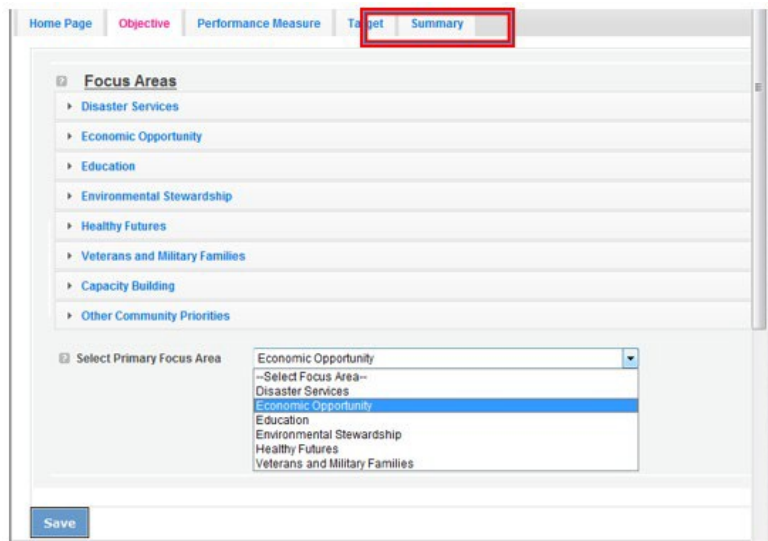 Home Page Objective Performance Measure Target Summary
Focus Areas
Disaster Services
Economic Opportunity
Education
Environmental Stewardship
Healthy Futures
Veterans and Military Families
Capacity Building
Other Community Priorities
Select Primary Focus Area Economic Opportunity
--Select Focus Area--
Disaster Services
Economic Opportunity
Education
Environmental Stewardship
Healthy Futures
Veterans and Military Families
Save